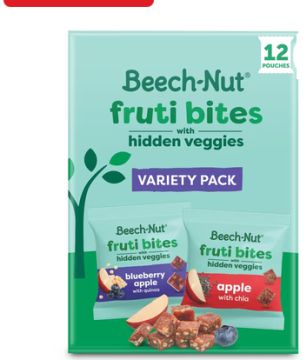 12
POUCHES
Beech-Nut®
fruti bites
with
hidden veggies
VARIETY PACK
Beech-Nut
fruti bites
with
hidden veggies
blueberry
apple
with quinoa
Beech-Nut
fruti bites
with
hidden veggies
apple
with chia